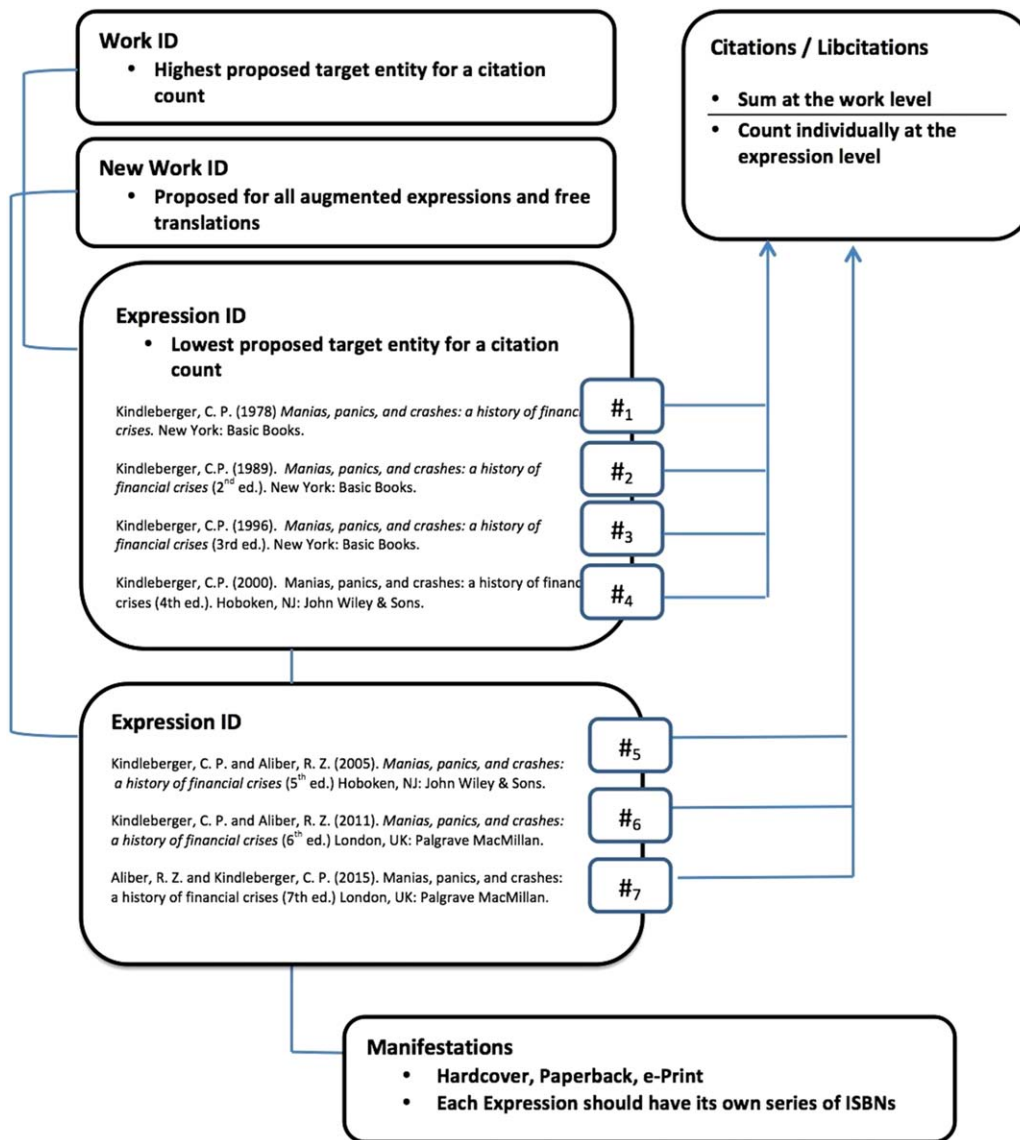 Work ID
• Highest proposed target entity for a citation
count
New Work ID
• Proposed for all augmented expressions and free
translations
Citations / Libcitations
• Sum at the work level
• Count individually at the
expression level
Expression ID
• Lowest proposed target entity for a citation
count
Kindleberger, C. P. (1978) Manias, panics, and crashes: a history of financi
crises. New York: Basic Books.
#1
Kindleberger, C.P. (1989). Manias, panics, and crashes: a history of
financial crises (2nd ed.). New York: Basic Books.
#2
Kindleberger, C.P. (1996). Manias, panics, and crashes: a history of
financial crises (3rd ed.). New York: Basic Books.
#3
Kindleberger, C.P. (2000). Manias, panics, and crashes: a history of financ
crises (4th ed.). Hoboken, NJ: John Wiley & Sons.
#4
Expression ID
Kindleberger, C. P. and Aliber, R. Z. (2005). Manias, panics, and crashes:
a history of financial crises (5th ed.) Hoboken, NJ: John Wiley & Sons.
#5
Kindleberger, C. P. and Aliber, R. Z. (2011). Manias, panics, and crashes:
a history of financial crises (6th ed.) London, UK: Palgrave MacMillan.
#6
Aliber, R. Z. and Kindleberger, C. P. (2015). Manias, panics, and crashes:
a history of financial crises (7th ed.) London, UK: Palgrave MacMillan.
#7
Manifestations
• Hardcover, Paperback, e-Print
• Each Expression should have its own series of ISBNs